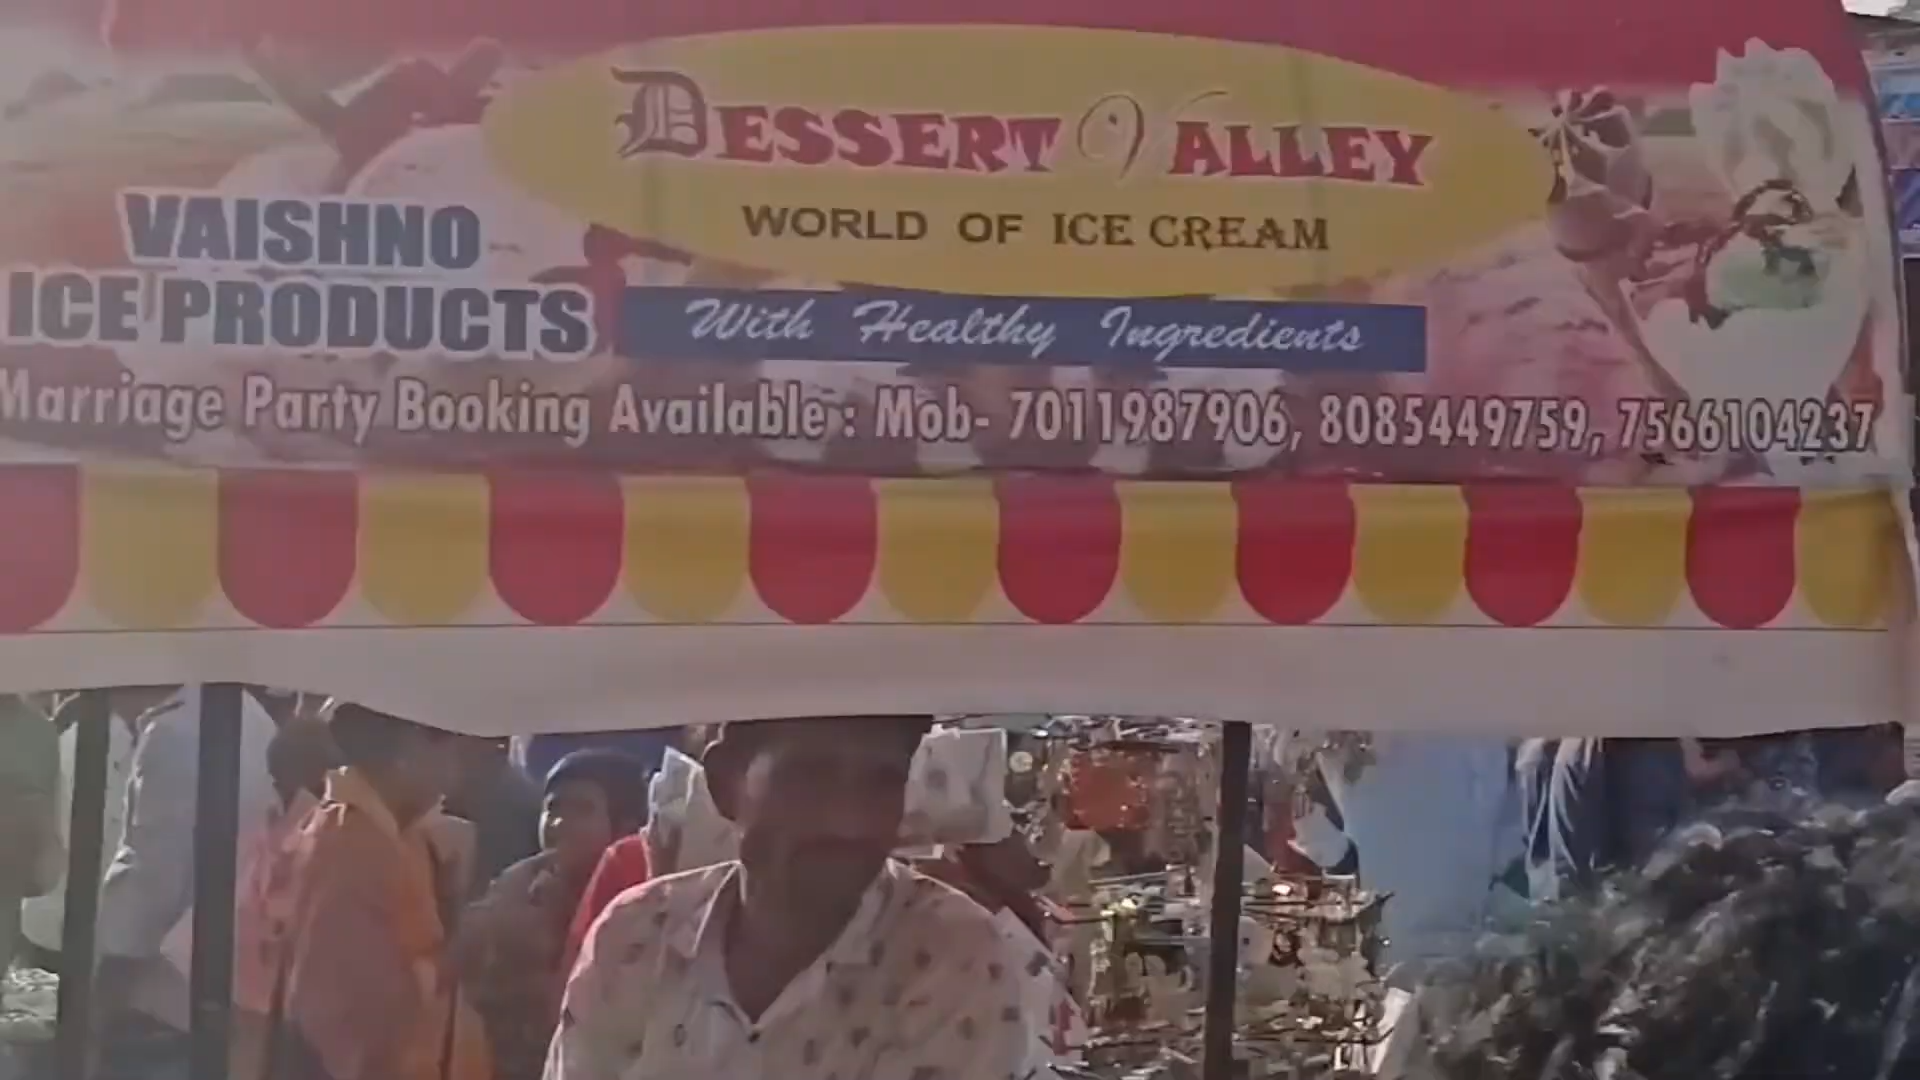 DESSERT VALLEY
WORLD OF ICE CREAM
VAISHNO
ICE PRODUCTS
With Healthy Ingredients
Marriage Party Booking Available : Mob- 7011987906, 8085449759, 7566104237